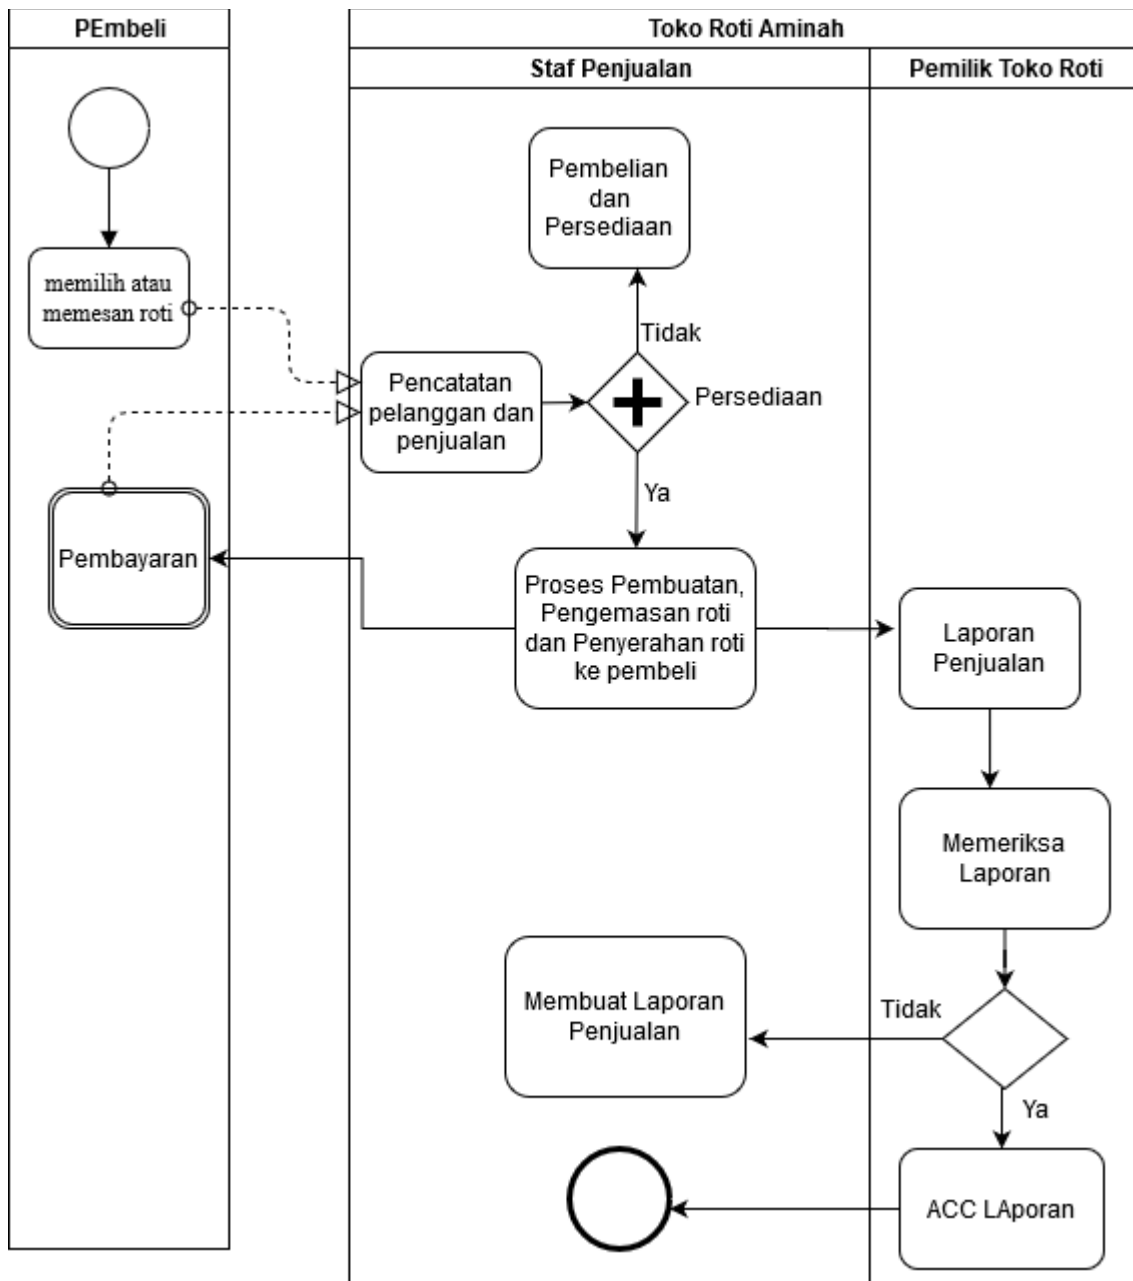 PEmbeli
Toko Roti Aminah
Staf Penjualan
Pemilik Toko Roti
Pembelian
dan
Persediaan
memilih atau
memesan roti
Tidak
Pencatatan
pelanggan dan
penjualan
Persediaan
Ya
Pembayaran
Proses Pembuatan,
Pengemasan roti
dan Penyerahan roti
ke pembeli
Laporan
Penjualan
Memeriksa
Laporan
Membuat Laporan
Penjualan
Tidak
Ya
ACC LAporan